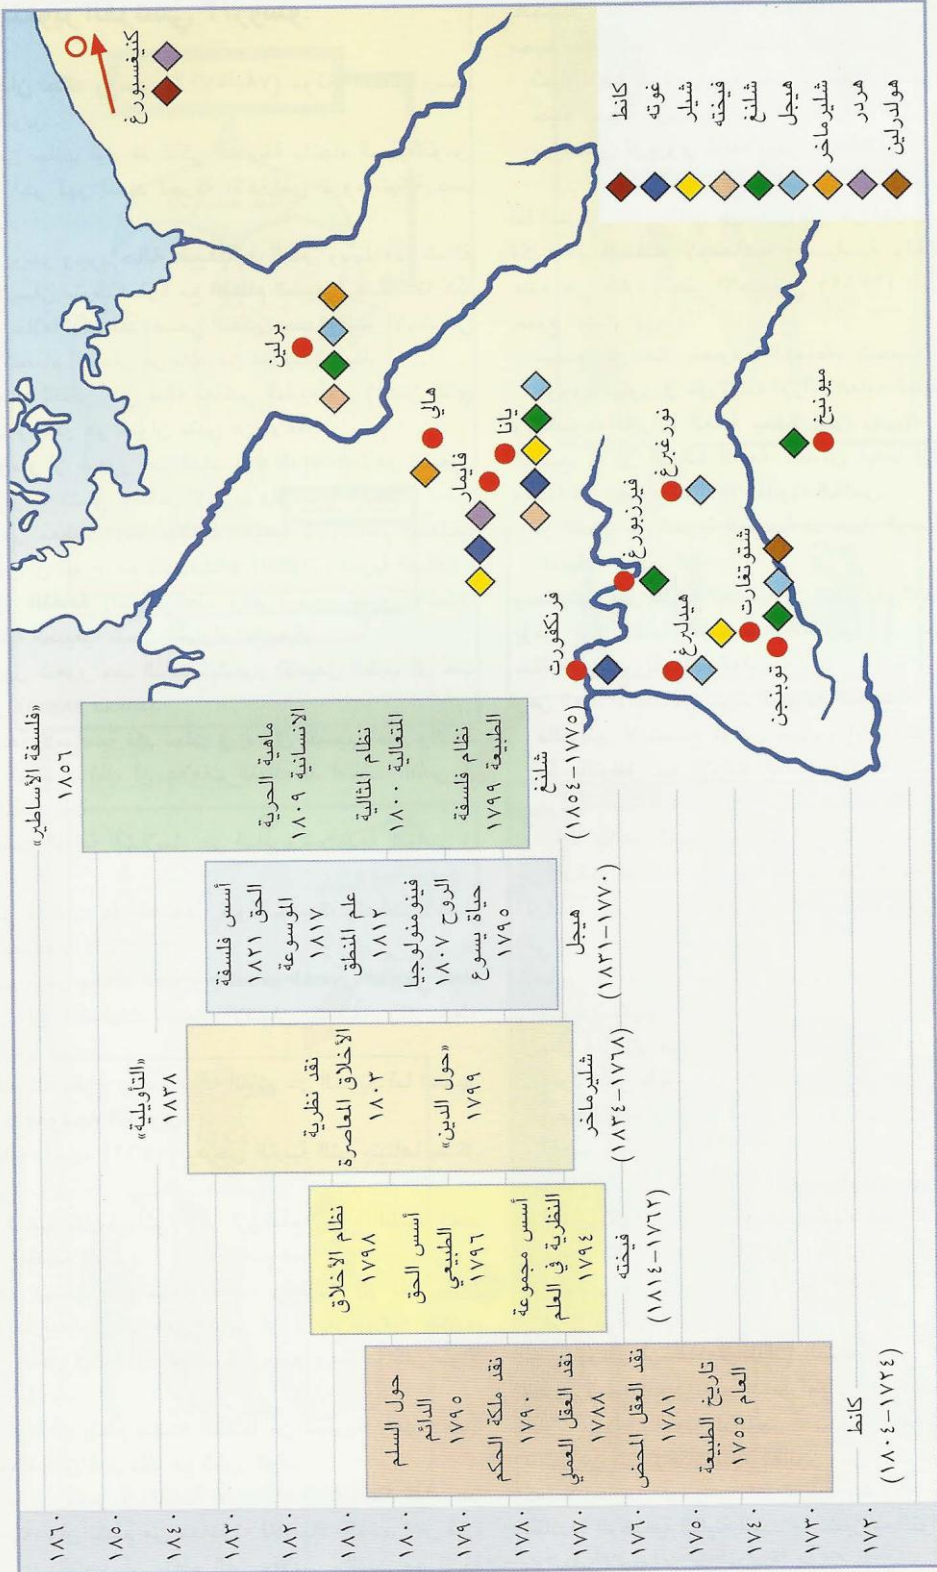 ١٨٦٠
١٨٥٠
١٨٤٠
١٨٣٠
١٨٢٠
١٨١٠
١٨٠٠
١٧٩٠
١٧٨٠
١٧٧٠
١٧٦٠
١٧٥٠
١٧٤٠
١٧٣٠
١٧٢٠
حول السلم
الدائم
١٧٩٥
نقد ملكة الحكم
١٧٩٠
نقد العقل العملي
١٧٨٨
نقد العقل المحض
١٧٨١
تاريخ الطبيعة
العام
١٧٥٥
كانط
(١٧٢٤-١٨٠٤)
نظام الأخلاق
١٧٩٨
أسس الحق
الطبيعي
١٧٩٦
أسس مجموعة
النظرية في العلم
١٧٩٤
فيخته
(١٧٦٢-١٨١٤)
«التأويلية»
١٨٣٨
نقد نظرية
الأخلاق المعاصرة
١٨٠٣
«حول الدين»
١٧٩٩
شليرماخر
(١٧٦٨-١٨٣٤)
أسس فلسفة
الحق ١٨٢١
الموسوعة
١٨١٧
علم المنطق
١٨١٢
فينومنولوجيا
الروح ١٨٠٧
حياة يسوع
١٧٩٥
هيجل
(١٧٧٠-١٨٣١)
«فلسفة الأساطير»
١٨٥٦
ماهية الحرية
الانسانية ١٨٠٩
نظام المثالية
المتعالية ١٨٠٠
نظام فلسفة
الطبيعة ١٧٩٩
شلنغ
(١٧٧٥-١٨٥٤)
كنيغسبورغ
برلين
هالي
يانا
فايمار
فرنكفورت
فيرزبورغ
نورغبرغ
هيدلبرغ
شتوتغارت
توبنجن
ميونيخ
كانط
غوته
شيلر
فيخته
شلنغ
هيجل
شليرماخر
هردر
هولدرلين